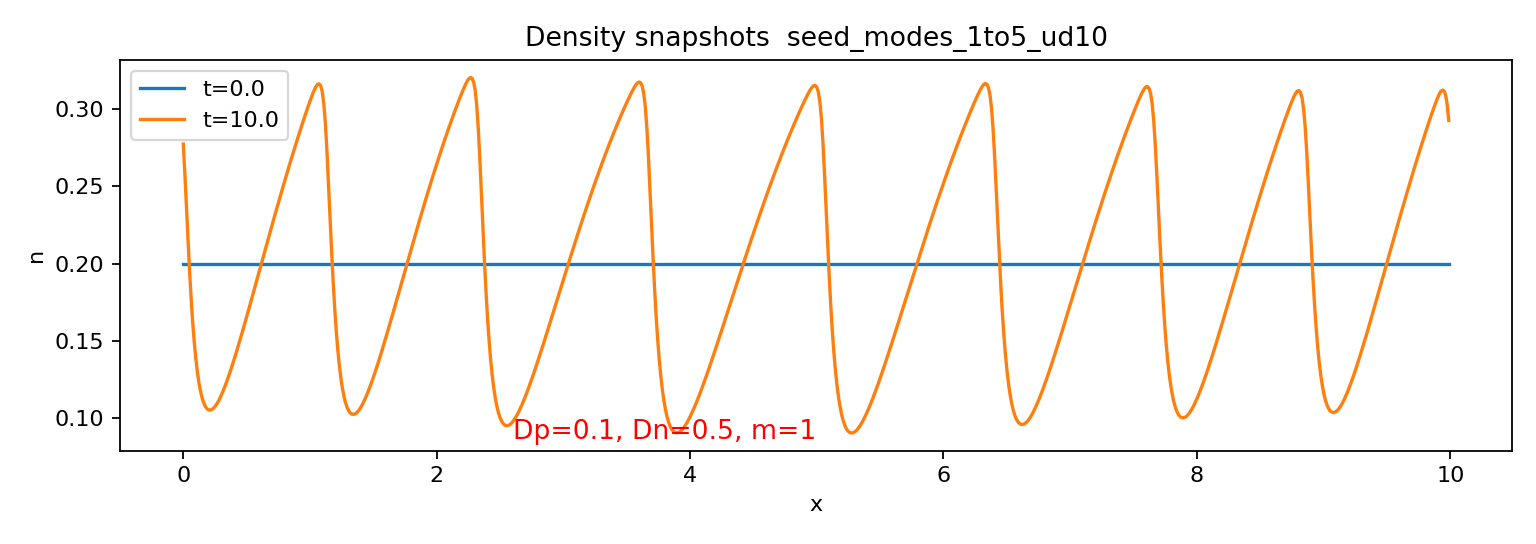 Density snapshots  seed_modes_1to5_ud10
t=0.0
t=10.0
n
0.30
0.25
0.20
0.15
0.10
Dp=0.1, Dn=0.5, m=1
0 2 4 6 8 10
x